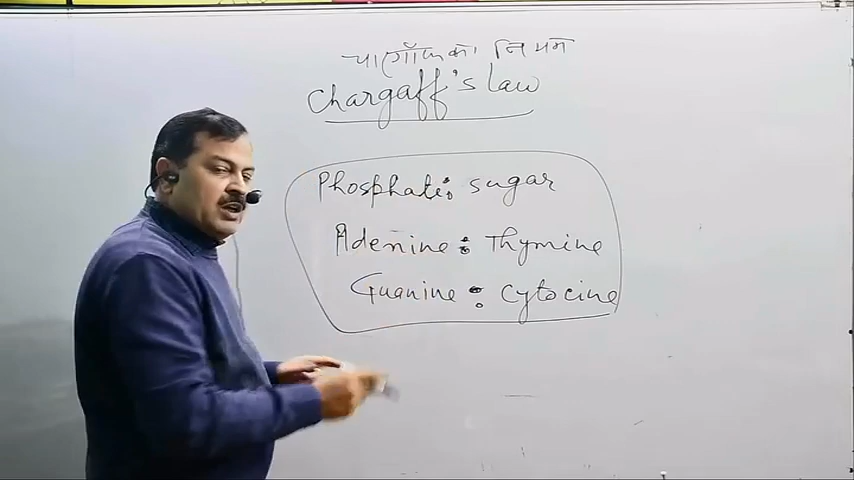 चार्गाफ का नियम
Chargaff's law
Phosphate : sugar
Adenine : Thymine
Guanine : Cytocine